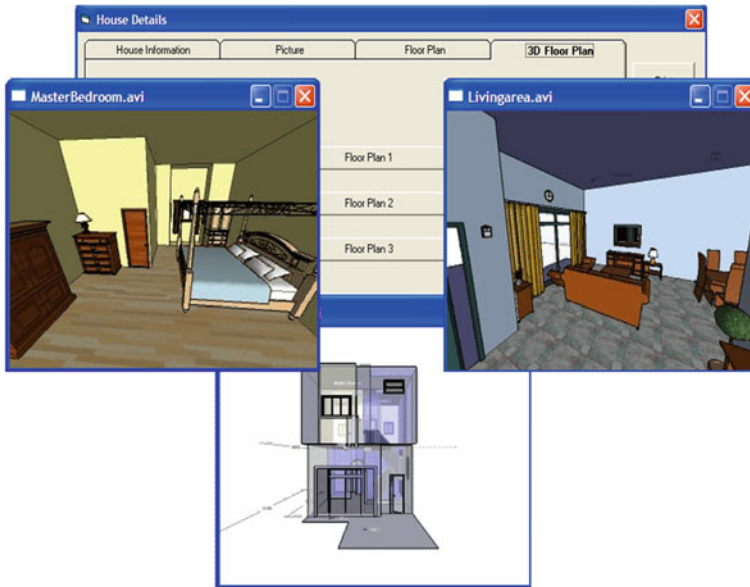 House Details
House Information
Picture
Floor Plan
3D Floor Plan
MasterBedroom.avi
Livingarea.avi
Floor Plan 1
Floor Plan 2
Floor Plan 3